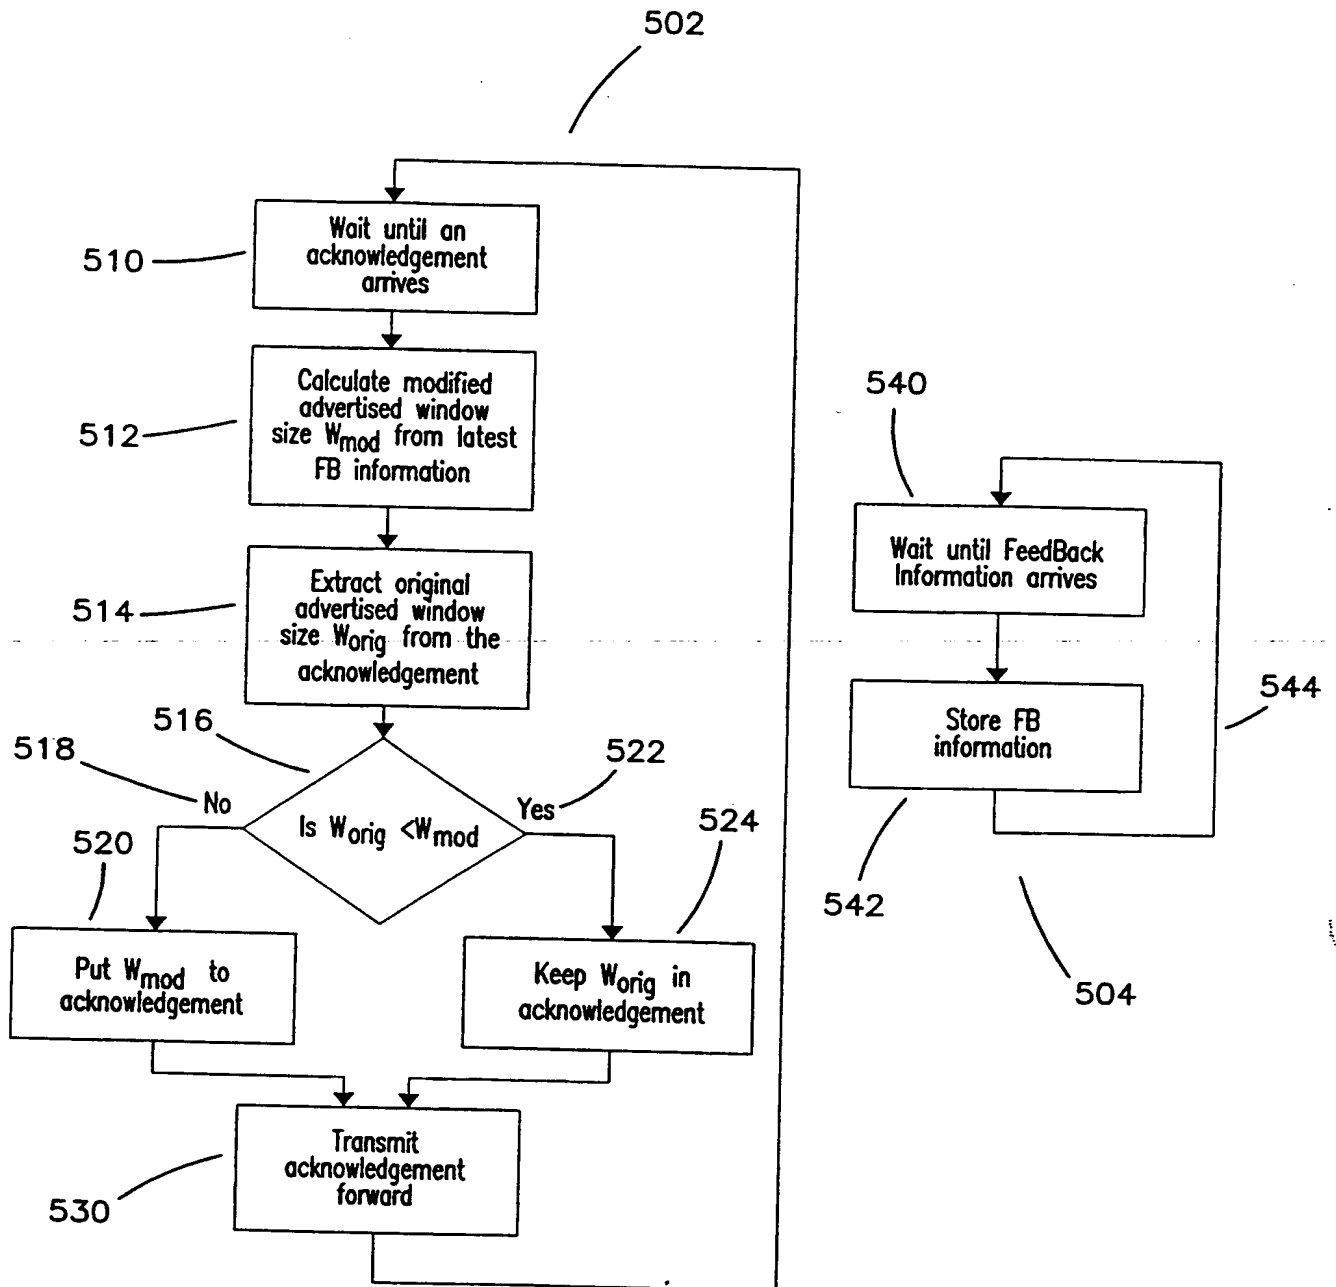 502
510
Wait until an
acknowledgement
arrives
512
Calculate modified
advertised window
size Wmod from latest
FB information
514
Extract original
advertised window
size Worig from the
acknowledgement
516
518
No
Is Worig <Wmod
Yes
522
520
524
Put Wmod to
acknowledgement
Keep Worig in
acknowledgement
530
Transmit
acknowledgement
forward
540
Wait until FeedBack
Information arrives
Store FB
information
544
542
504